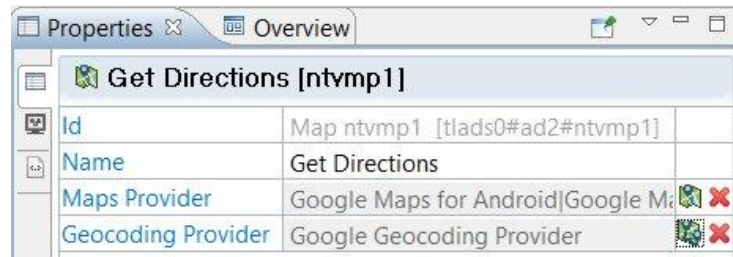 Properties Overview
Get Directions [ntvmp1]
Id Map ntvmp1 [tlads0#ad2#ntvmp1]
Name Get Directions
Maps Provider Google Maps for Android|Google
Geocoding Provider Google Geocoding Provider